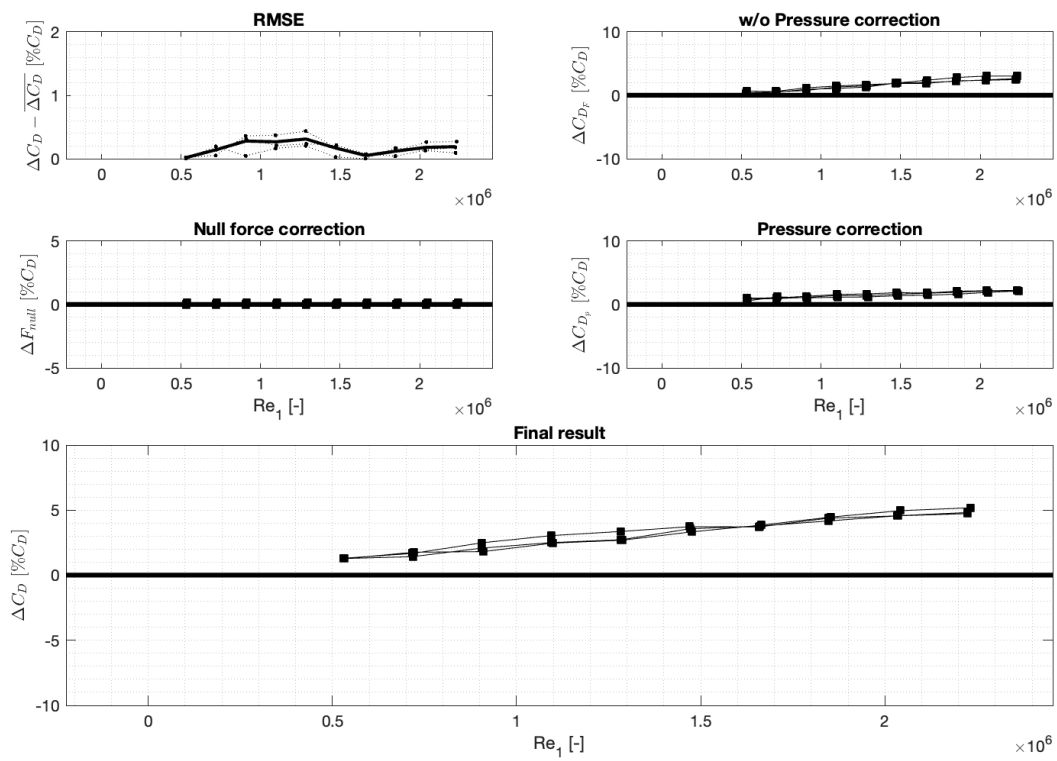 RMSE
ΔC_D − \overline{ΔC_D} [%C_D]
2
1
0
0 0.5 1 1.5 2
×10^6
w/o Pressure correction
ΔC_{D_F} [%C_D]
10
0
-10
0 0.5 1 1.5 2
×10^6
Null force correction
ΔF_{null} [%C_D]
5
0
-5
0 0.5 1 1.5 2
×10^6
Re_1 [-]
Pressure correction
ΔC_{D_p} [%C_D]
10
0
-10
0 0.5 1 1.5 2
×10^6
Re_1 [-]
Final result
ΔC_D [%C_D]
10
5
0
-5
-10
0 0.5 1 1.5 2
×10^6
Re_1 [-]